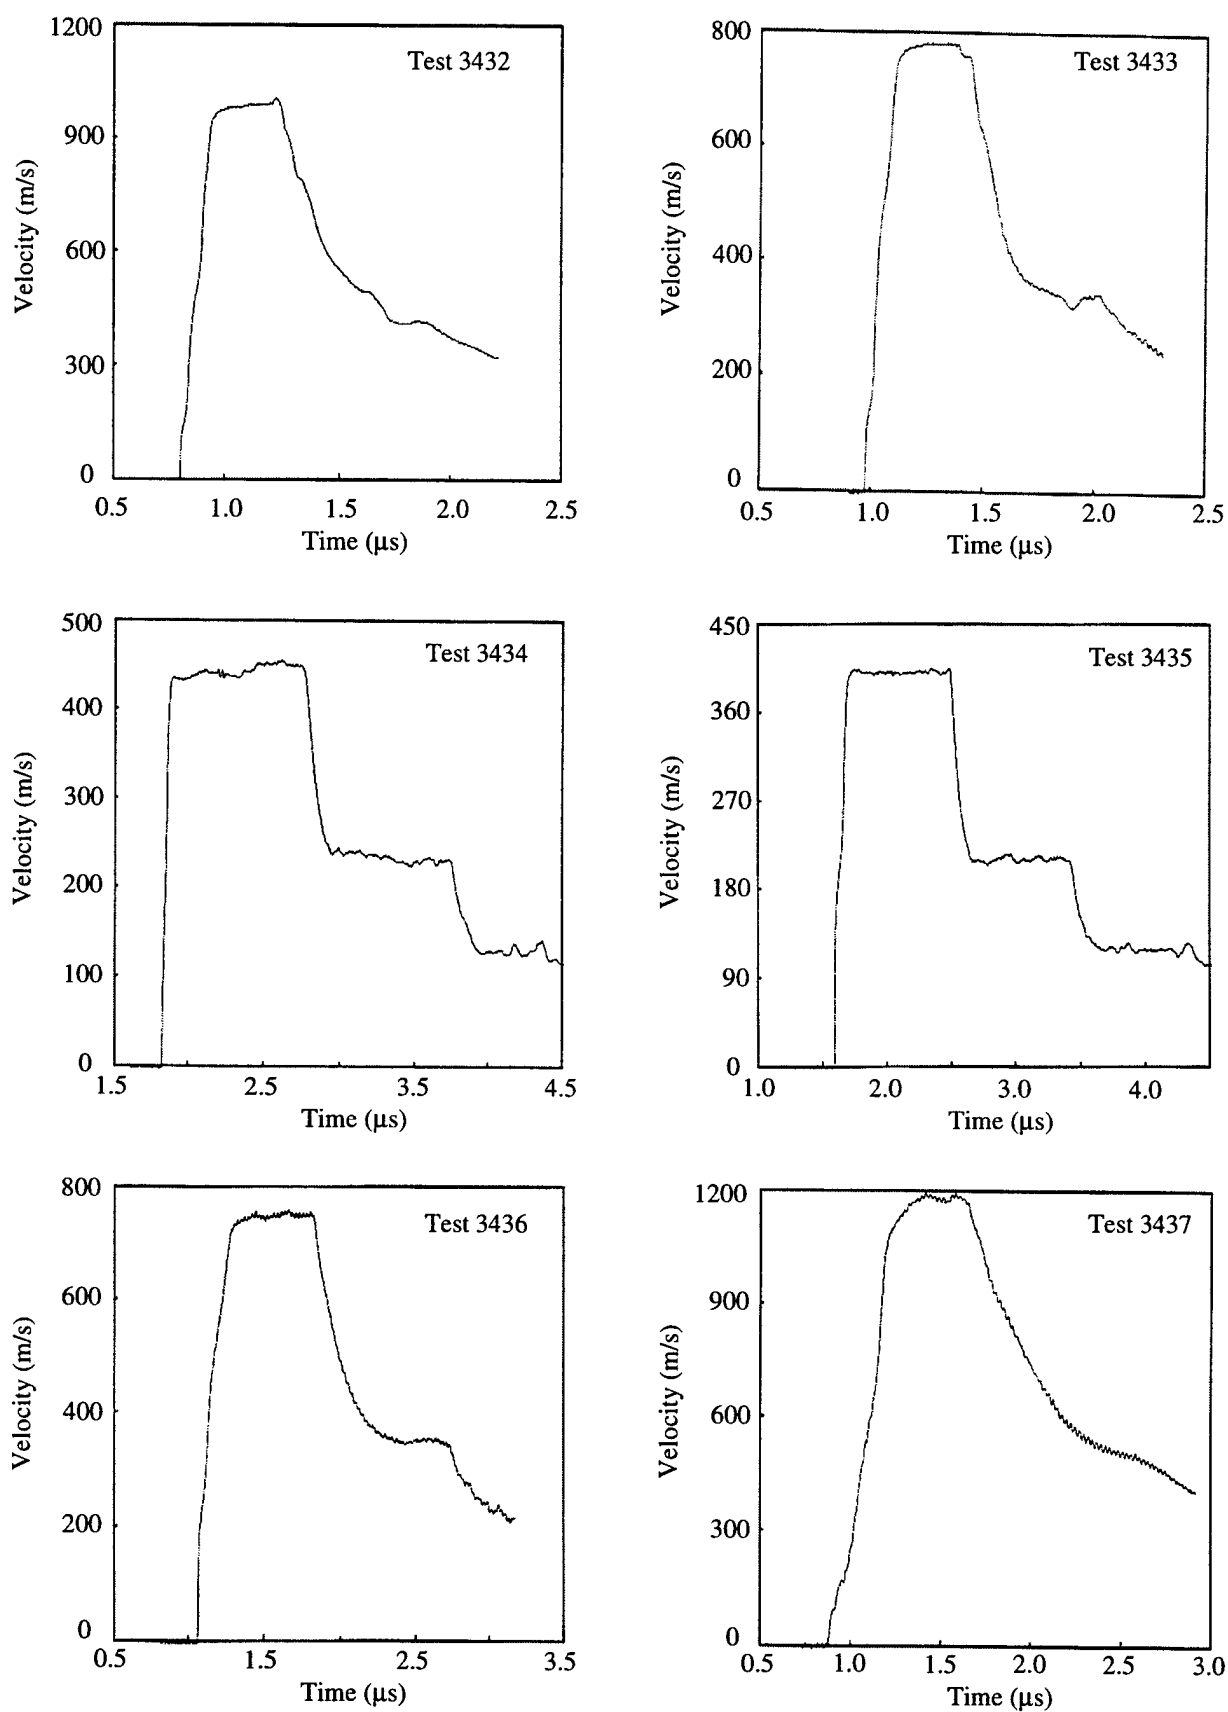 Test 3432
Velocity (m/s)
1200
900
600
300
0
0.5 1.0 1.5 2.0 2.5
Time (μs)
Test 3433
Velocity (m/s)
800
600
400
200
0
0.5 1.0 1.5 2.0 2.5
Time (μs)
Test 3434
Velocity (m/s)
500
400
300
200
100
0
1.5 2.5 3.5 4.5
Time (μs)
Test 3435
Velocity (m/s)
450
360
270
180
90
0
1.0 2.0 3.0 4.0
Time (μs)
Test 3436
Velocity (m/s)
800
600
400
200
0
0.5 1.5 2.5 3.5
Time (μs)
Test 3437
Velocity (m/s)
1200
900
600
300
0
0.5 1.0 1.5 2.0 2.5 3.0
Time (μs)